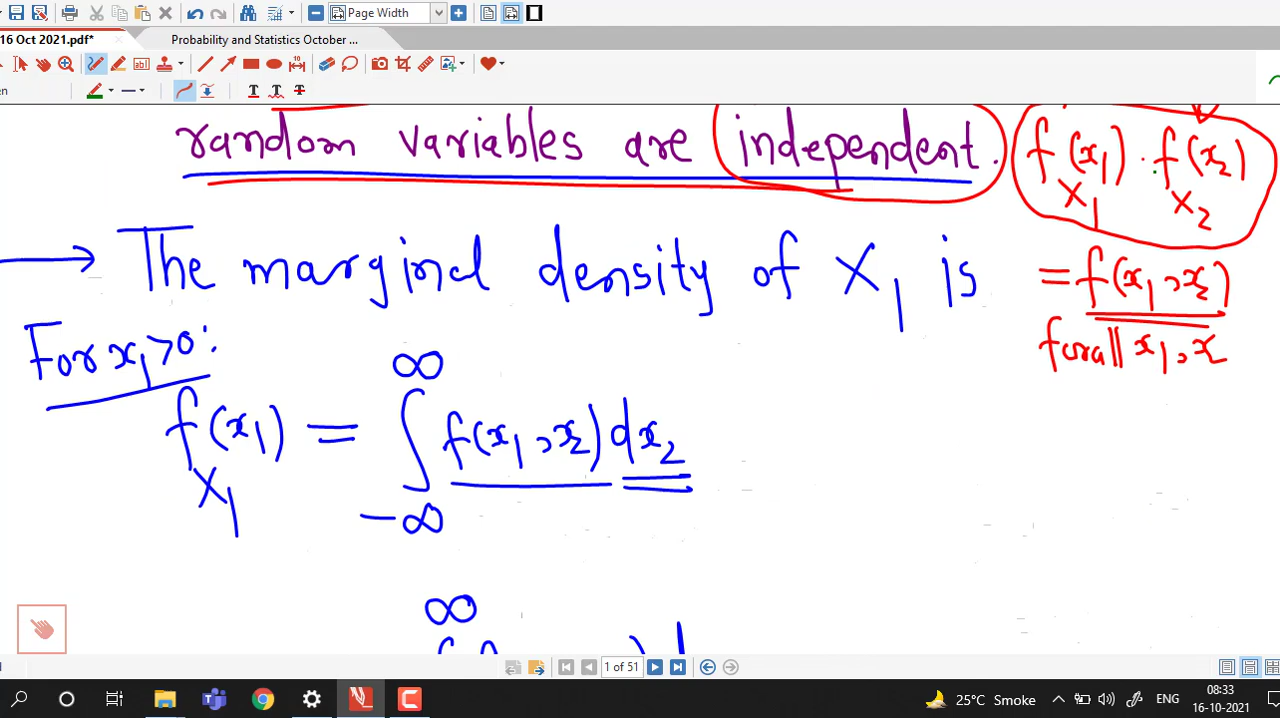 Page Width
16 Oct 2021.pdf*
Probability and Statistics October ...
10
en
random variables are independent.
f(x1) · f(x2)
X1 X2
= f(x1, x2)
for all x1, x
The marginal density of X1 is
For x1 > 0:
∞
f(x1) = ∫ f(x1, x2) dx2
X1
-∞
∞
1 of 51
25°C Smoke
ENG
08:33
16-10-2021